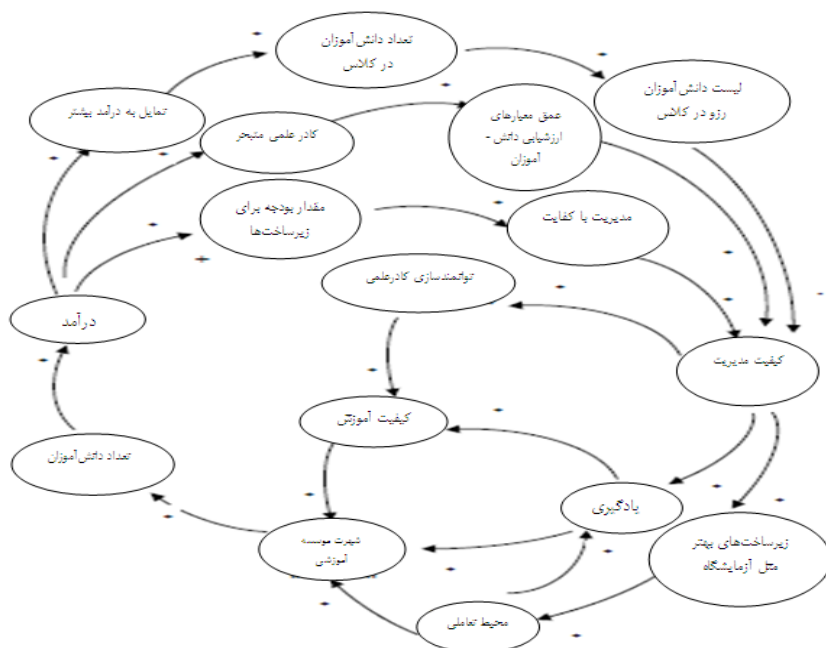 تعداد دانش‌آموزان
در کلاس
لیست دانش‌آموزان
رزو در کلاس
تمایل به درآمد بیشتر
عمق معیارهای
ارزشیابی دانش-
آموزان
کادر علمی متبحر
مقدار بودجه برای
زیرساخت‌ها
مدیریت با کفایت
توانمندسازی کادرعلمی
درآمد
کیفیت مدیریت
کیفیت آموزش
تعداد دانش‌آموزان
یادگیری
شهرت موسسه
آموزشی
زیرساخت‌های بهتر
مثل آزمایشگاه
محیط تعاملی